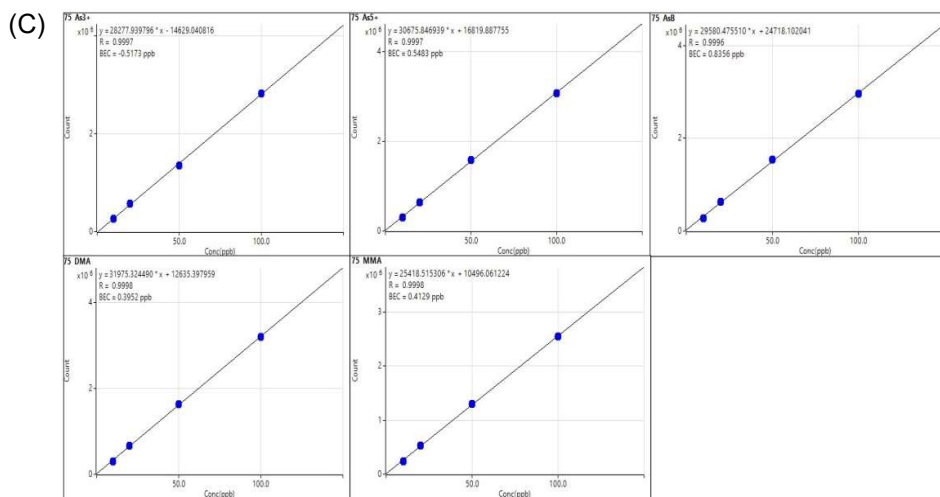 (C)
75 As3+
x10 6
y = 28277.939796 * x - 14629.040816
R = 0.9997
BEC = -0.5173 ppb
Count
2
0
50.0
100.0
Conc(ppb)
75 As5+
x10 6
y = 30675.846939 * x + 16819.887755
R = 0.9997
BEC = 0.5483 ppb
Count
4
2
0
50.0
100.0
Conc(ppb)
75 AsB
x10 6
y = 29580.475510 * x + 24718.102041
R = 0.9996
BEC = 0.8356 ppb
Count
4
2
0
50.0
100.0
Conc(ppb)
75 DMA
x10 6
y = 31975.324490 * x + 12635.397959
R = 0.9998
BEC = 0.3952 ppb
Count
4
2
0
50.0
100.0
Conc(ppb)
75 MMA
x10 6
y = 25418.515306 * x + 10496.061224
R = 0.9998
BEC = 0.4129 ppb
Count
3
2
1
0
50.0
100.0
Conc(ppb)